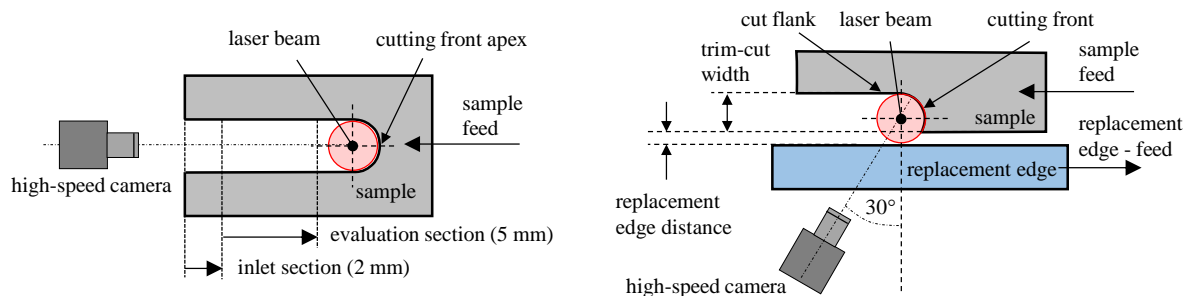 laser beam
cutting front apex
sample
feed
high-speed camera
sample
evaluation section (5 mm)
inlet section (2 mm)
cut flank
laser beam
cutting front
trim-cut
width
sample
feed
sample
replacement
edge - feed
replacement edge
replacement
edge distance
30°
high-speed camera